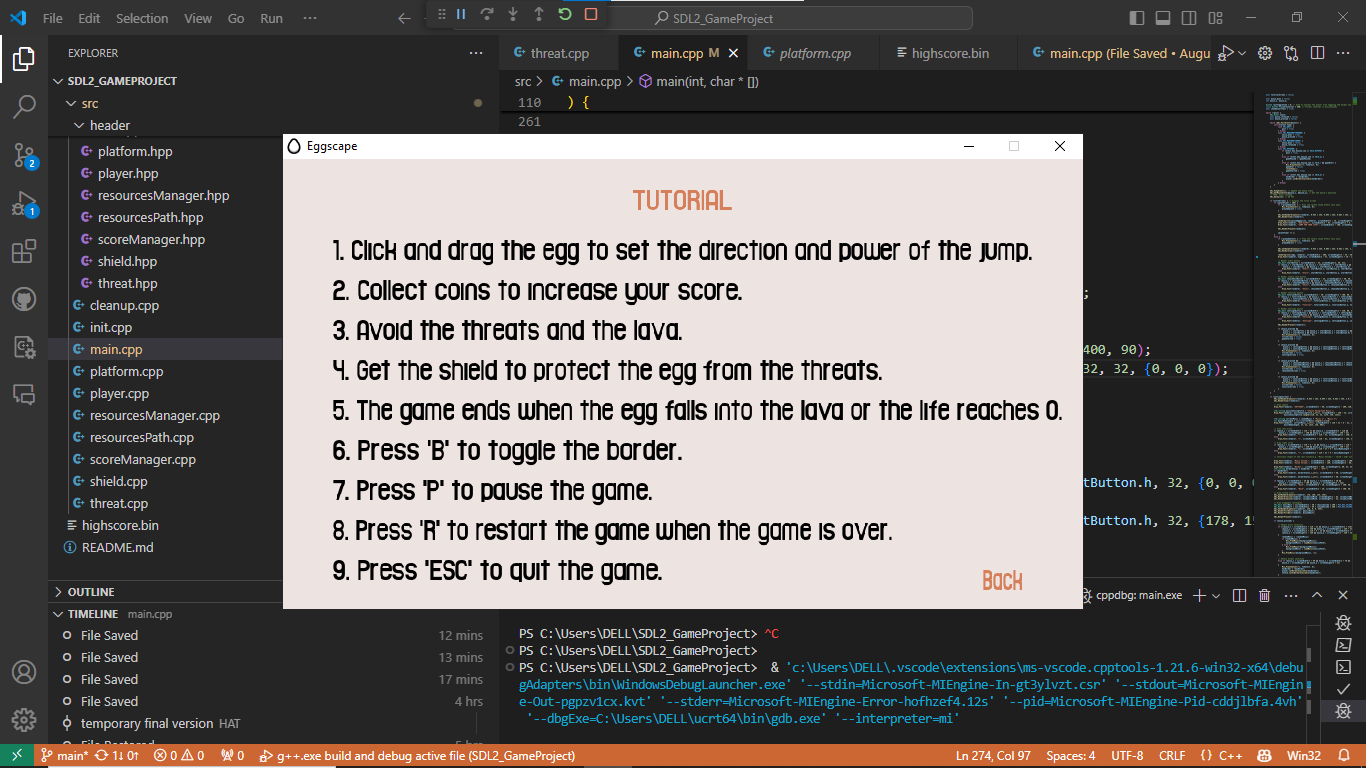 File Edit Selection View Go Run ··· SDL2_GameProject
EXPLORER
SDL2_GAMEPROJECT
src
header
platform.hpp
player.hpp
resourcesManager.hpp
resourcesPath.hpp
scoreManager.hpp
shield.hpp
threat.hpp
cleanup.cpp
init.cpp
main.cpp
platform.cpp
player.cpp
resourcesManager.cpp
resourcesPath.cpp
scoreManager.cpp
shield.cpp
threat.cpp
highscore.bin
README.md
OUTLINE
TIMELINE main.cpp
File Saved 12 mins
File Saved 13 mins
File Saved 17 mins
File Saved 4 hrs
temporary final version HAT
2
1
threat.cpp main.cpp M platform.cpp highscore.bin main.cpp (File Saved • Augu
src > main.cpp > main(int, char * [])
110 ) {
261
;
400, 90);
32, 32, {0, 0, 0});
tButton.h, 32, {0, 0, 0
tButton.h, 32, {178, 15
Eggscape
TUTORIAL
1. Click and drag the egg to set the direction and power of the jump.
2. Collect coins to increase your score.
3. Avoid the threats and the lava.
4. Get the shield to protect the egg from the threats.
5. The game ends when the egg falls into the lava or the life reaches 0.
6. Press 'B' to toggle the border.
7. Press 'P' to pause the game.
8. Press 'R' to restart the game when the game is over.
9. Press 'ESC' to quit the game.
Back
cppdbg: main.exe
PS C:\Users\DELL\SDL2_GameProject> ^C
PS C:\Users\DELL\SDL2_GameProject>
PS C:\Users\DELL\SDL2_GameProject> & 'c:\Users\DELL\.vscode\extensions\ms-vscode.cpptools-1.21.6-win32-x64\debu
gAdapters\bin\WindowsDebugLauncher.exe' '--stdin=Microsoft-MIEngine-In-gt3ylvzt.csr' '--stdout=Microsoft-MIEngin
e-Out-pgpzv1cx.kvt' '--stderr=Microsoft-MIEngine-Error-hofhzef4.12s' '--pid=Microsoft-MIEngine-Pid-cddjlbfa.4vh'
'--dbgExe=C:\Users\DELL\ucrt64\bin\gdb.exe' '--interpreter=mi'
main* 1↓ 0↑ 0 0 0 g++.exe build and debug active file (SDL2_GameProject) Ln 274, Col 97 Spaces: 4 UTF-8 CRLF {} C++ Win32